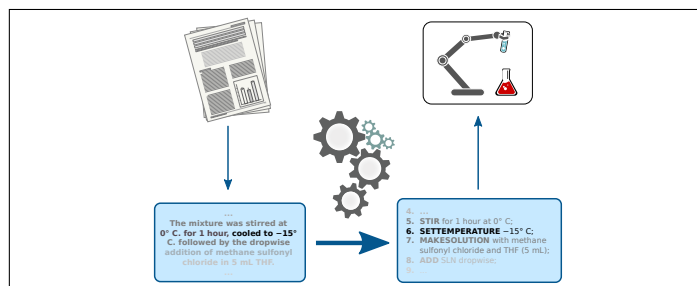 ...
The mixture was stirred at
0° C. for 1 hour, cooled to −15°
C. followed by the dropwise
addition of methane sulfonyl
chloride in 5 mL THF.
...
4. ...
5. STIR for 1 hour at 0° C;
6. SETTEMPERATURE −15° C;
7. MAKESOLUTION with methane
sulfonyl chloride and THF (5 mL);
8. ADD SLN dropwise;
9. ..